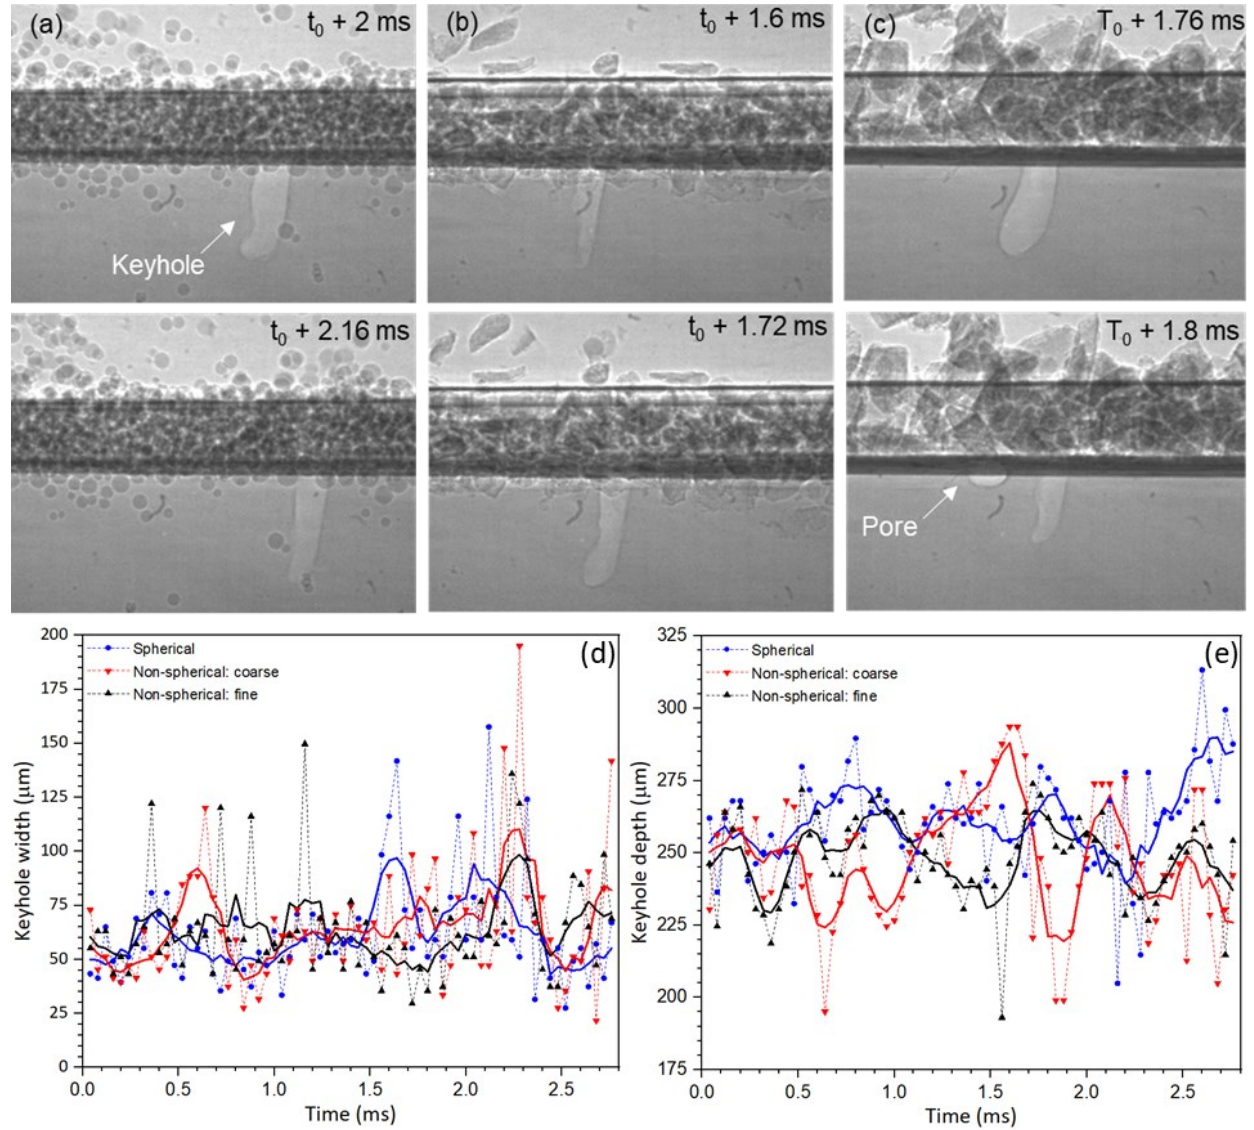 (a)
t₀ + 2 ms
(b)
t₀ + 1.6 ms
(c)
T₀ + 1.76 ms
Keyhole
t₀ + 2.16 ms
t₀ + 1.72 ms
T₀ + 1.8 ms
Pore
(d)
Spherical
Non-spherical: coarse
Non-spherical: fine
Keyhole width (μm)
200
175
150
125
100
75
50
25
0
0.0 0.5 1.0 1.5 2.0 2.5
Time (ms)
(e)
Spherical
Non-spherical: coarse
Non-spherical: fine
Keyhole depth (μm)
325
300
275
250
225
200
175
0.0 0.5 1.0 1.5 2.0 2.5
Time (ms)